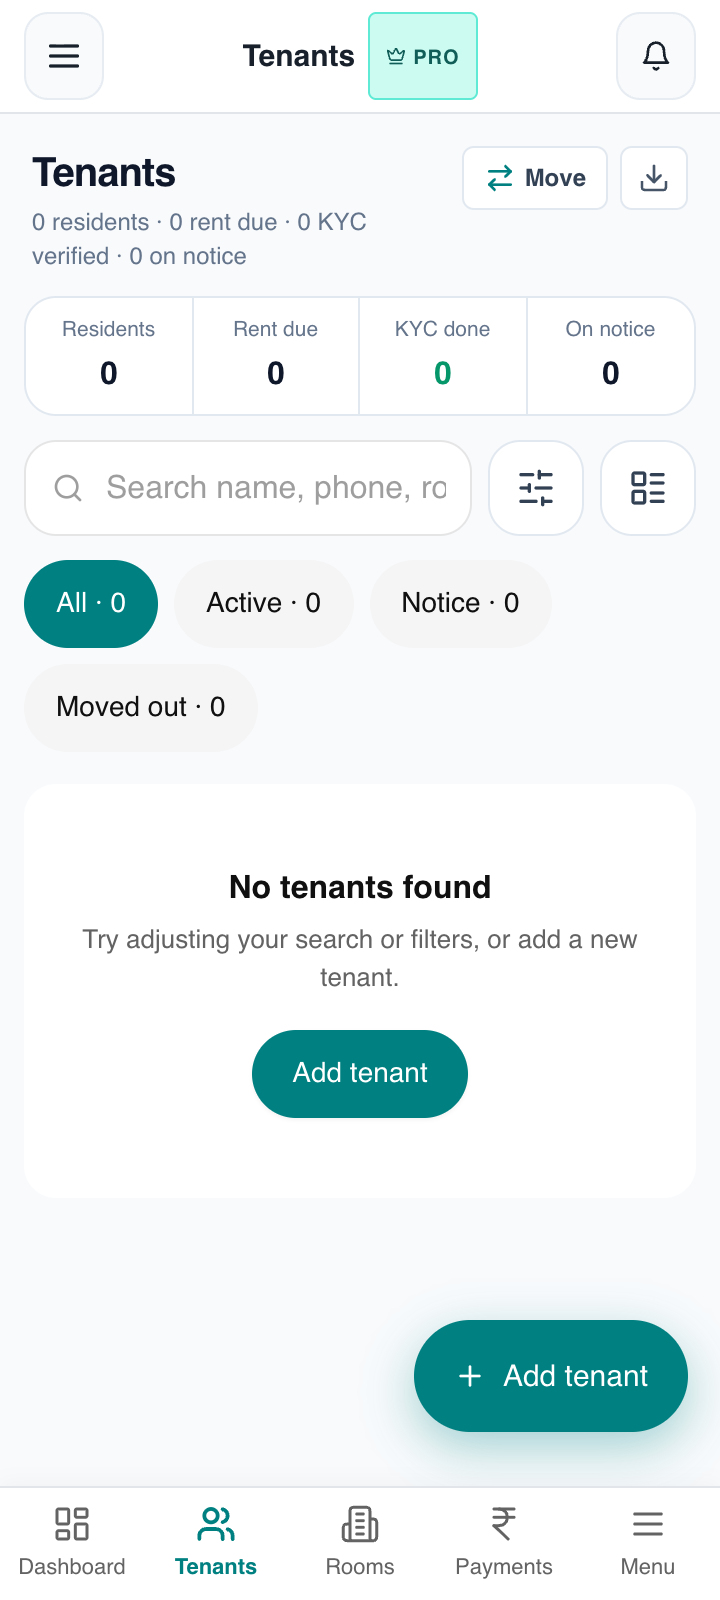 Tenants PRO
Tenants
Move
0 residents · 0 rent due · 0 KYC
verified · 0 on notice
Residents Rent due KYC done On notice
0 0 0 0
Search name, phone, ro
All · 0 Active · 0 Notice · 0
Moved out · 0
No tenants found
Try adjusting your search or filters, or add a new
tenant.
Add tenant
Add tenant
Dashboard Tenants Rooms Payments Menu